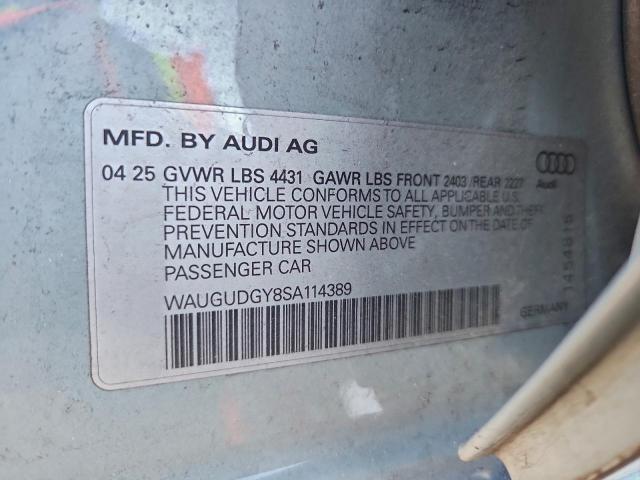 MFD. BY AUDI AG
04 25 GVWR LBS 4431 GAWR LBS FRONT 2403 /REAR 2227
THIS VEHICLE CONFORMS TO ALL APPLICABLE U.S.
FEDERAL MOTOR VEHICLE SAFETY, BUMPER AND THEFT
PREVENTION STANDARDS IN EFFECT ON THE DATE OF
MANUFACTURE SHOWN ABOVE
PASSENGER CAR
WAUGUDGY8SA114389
Audi
1454815
GERMANY